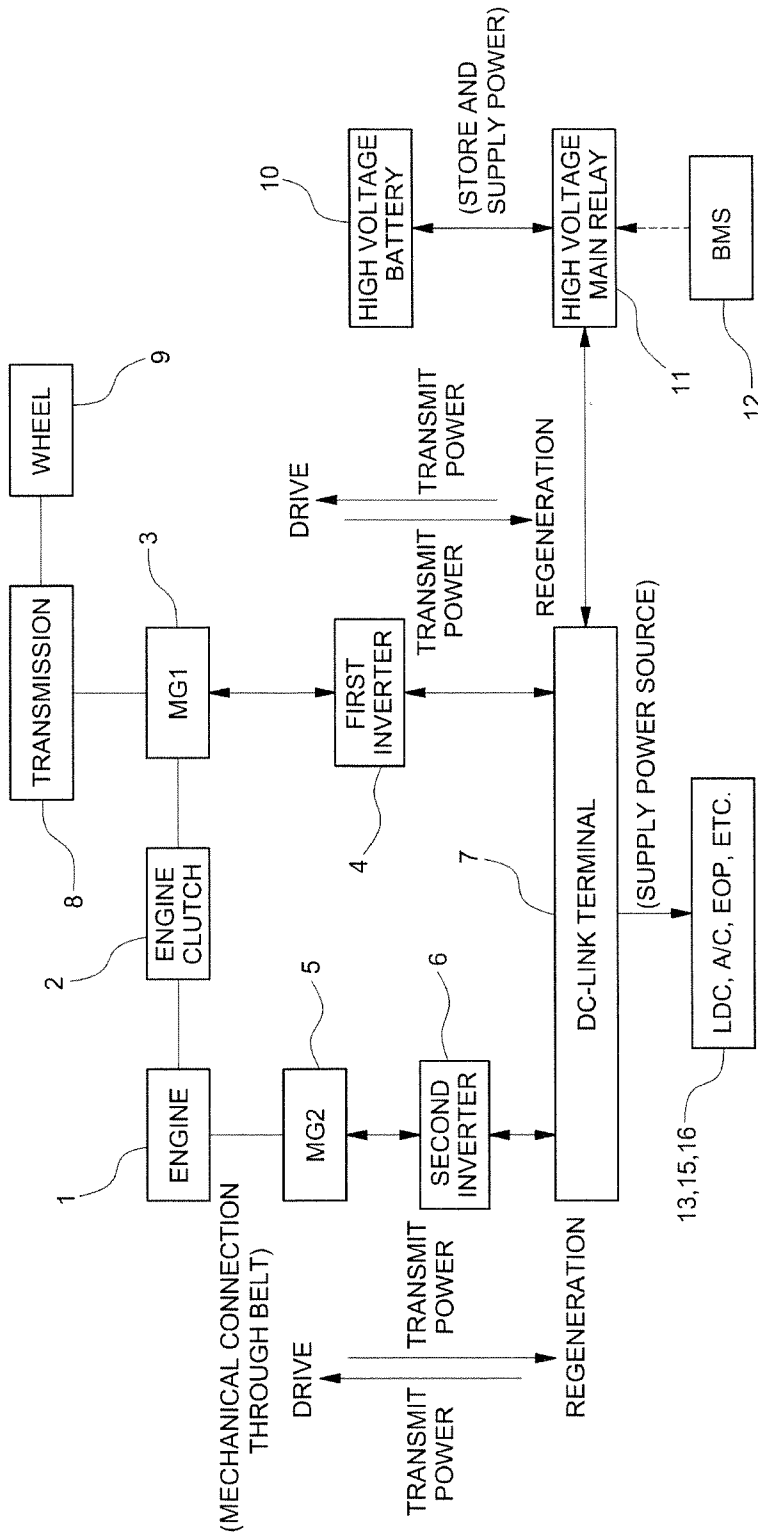 8
TRANSMISSION
WHEEL
9
1
ENGINE
2
ENGINE
CLUTCH
MG1
3
(MECHANICAL CONNECTION
THROUGH BELT)
MG2
5
DRIVE
TRANSMIT
POWER
TRANSMIT
POWER
REGENERATION
SECOND
INVERTER
6
4
FIRST
INVERTER
DRIVE
TRANSMIT
POWER
TRANSMIT
POWER
REGENERATION
10
HIGH VOLTAGE
BATTERY
(STORE AND
SUPPLY POWER)
7
DC-LINK TERMINAL
HIGH VOLTAGE
MAIN RELAY
11
(SUPPLY POWER SOURCE)
13,15,16
LDC, A/C, EOP, ETC.
12
BMS